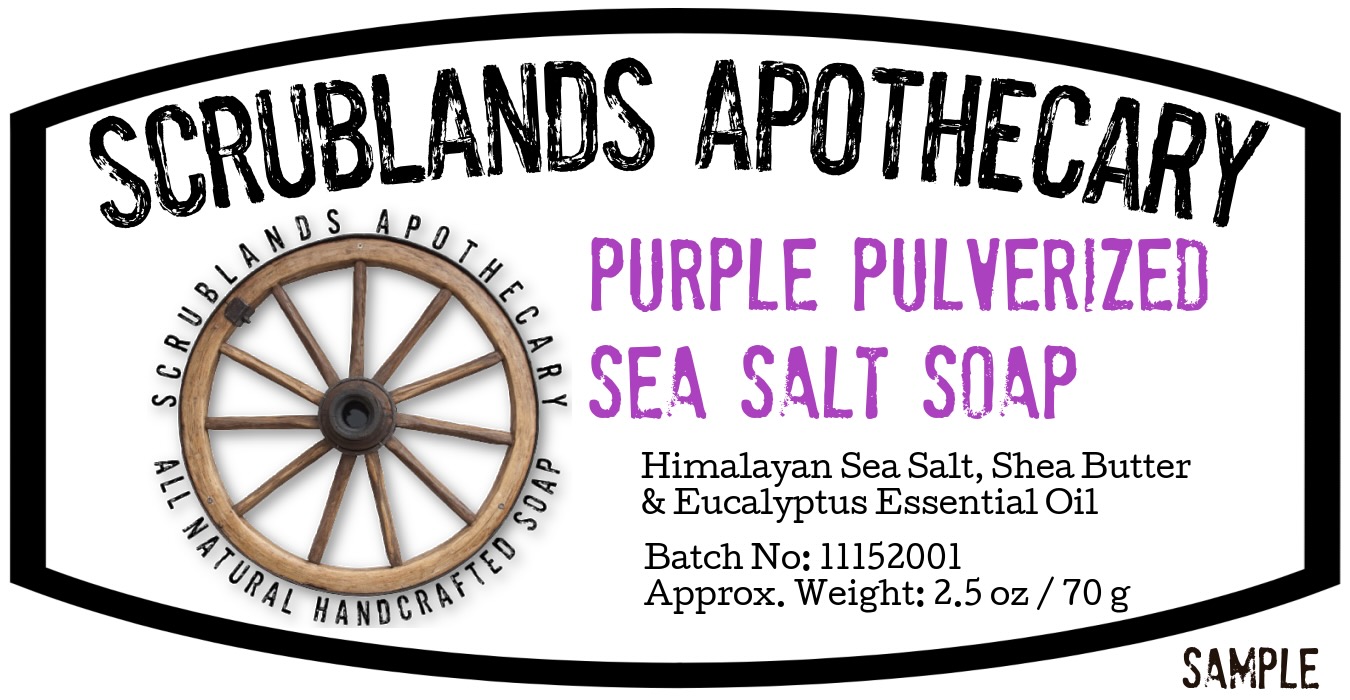 SCRUBLANDS APOTHECARY
SCRUBLANDS APOTHECARY
ALL NATURAL HANDCRAFTED SOAP
PURPLE PULVERIZED
SEA SALT SOAP
Himalayan Sea Salt, Shea Butter
& Eucalyptus Essential Oil
Batch No: 11152001
Approx. Weight: 2.5 oz / 70 g
SAMPLE